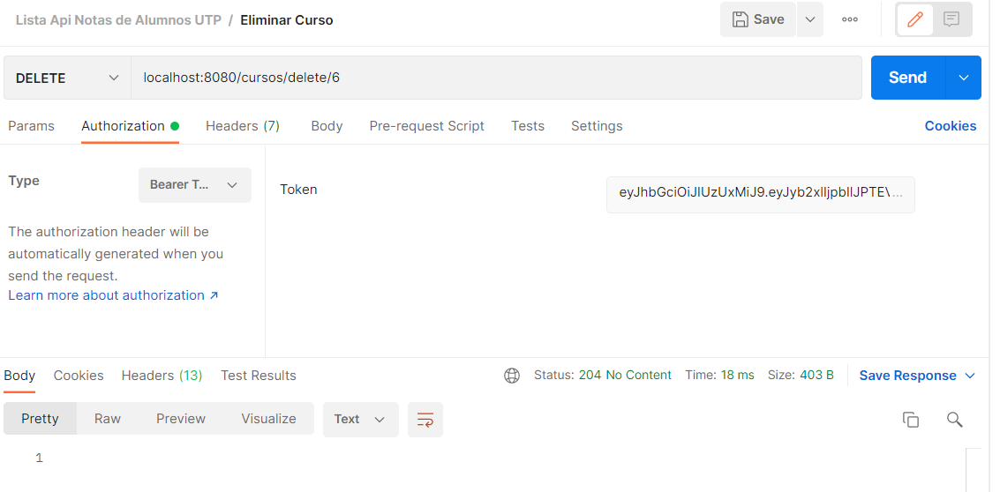 Lista Api Notas de Alumnos UTP / Eliminar Curso
Save
DELETE
localhost:8080/cursos/delete/6
Send
Params Authorization Headers (7) Body Pre-request Script Tests Settings Cookies
Type
Bearer T...
Token
eyJhbGciOiJIUzUxMiJ9.eyJyb2xlIjpbIlJPTEV...
The authorization header will be
automatically generated when you
send the request.
Learn more about authorization ↗
Body Cookies Headers (13) Test Results
Status: 204 No Content Time: 18 ms Size: 403 B Save Response
Pretty Raw Preview Visualize Text
1